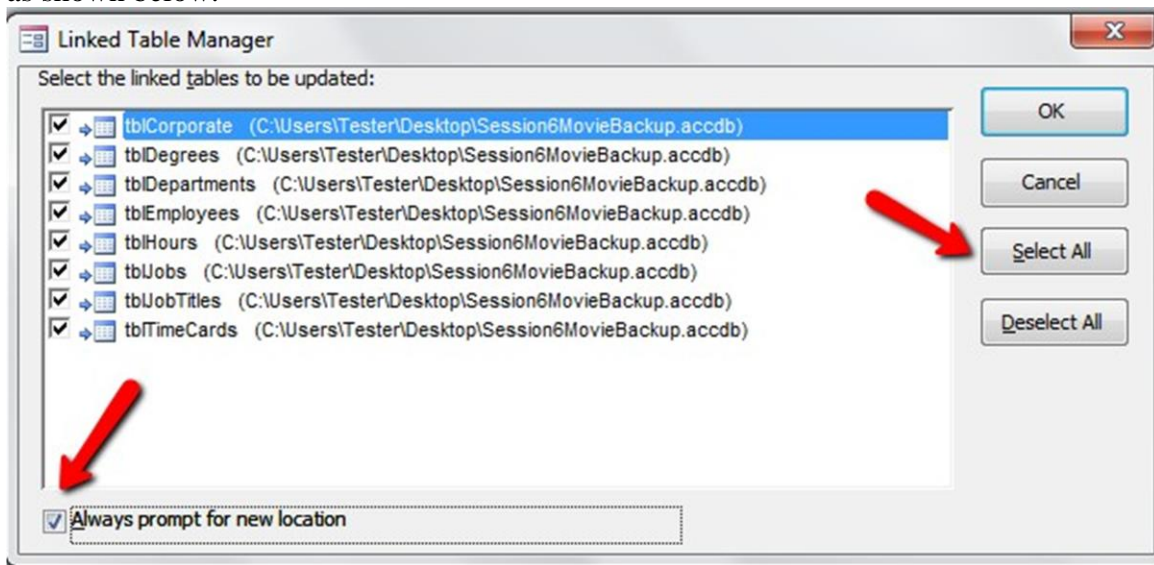 as shown below.
Linked Table Manager
Select the linked tables to be updated:
tblCorporate (C:\Users\Tester\Desktop\Session6MovieBackup.accdb)
tblDegrees (C:\Users\Tester\Desktop\Session6MovieBackup.accdb)
tblDepartments (C:\Users\Tester\Desktop\Session6MovieBackup.accdb)
tblEmployees (C:\Users\Tester\Desktop\Session6MovieBackup.accdb)
tblHours (C:\Users\Tester\Desktop\Session6MovieBackup.accdb)
tblJobs (C:\Users\Tester\Desktop\Session6MovieBackup.accdb)
tblJobTitles (C:\Users\Tester\Desktop\Session6MovieBackup.accdb)
tblTimeCards (C:\Users\Tester\Desktop\Session6MovieBackup.accdb)
Always prompt for new location
OK
Cancel
Select All
Deselect All